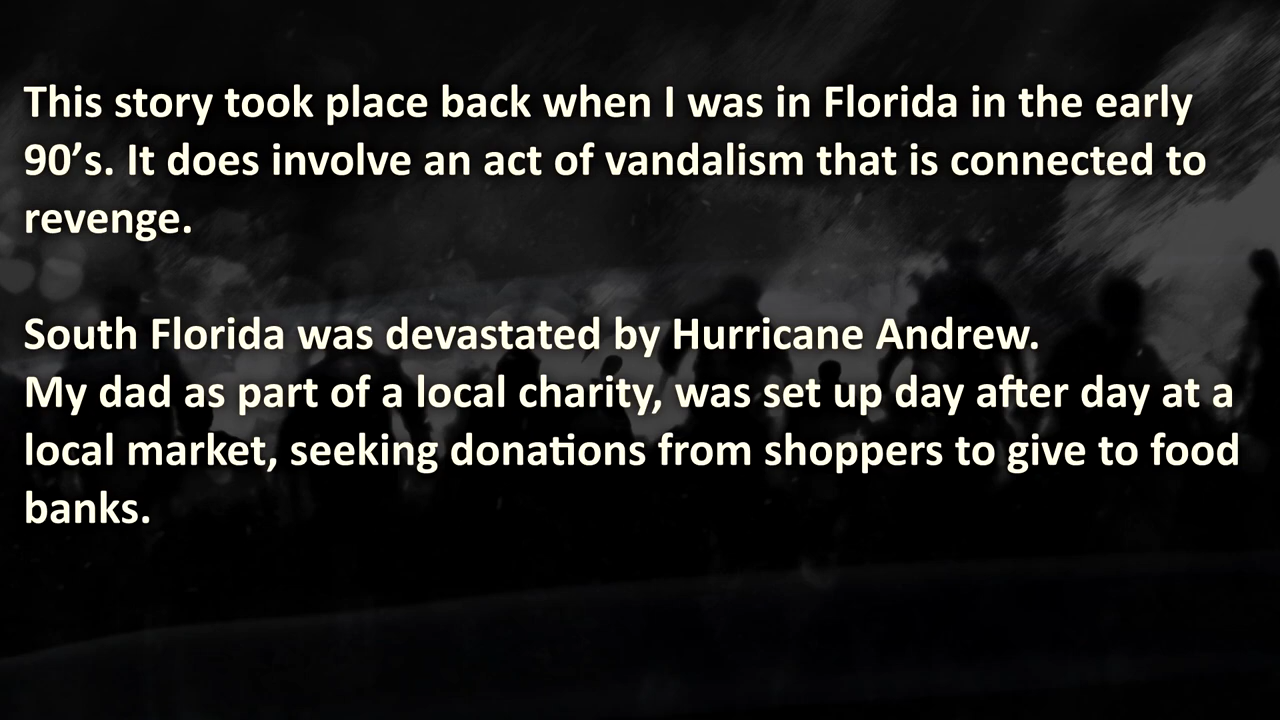 This story took place back when I was in Florida in the early
90’s. It does involve an act of vandalism that is connected to
revenge.
South Florida was devastated by Hurricane Andrew.
My dad as part of a local charity, was set up day after day at a
local market, seeking donations from shoppers to give to food
banks.